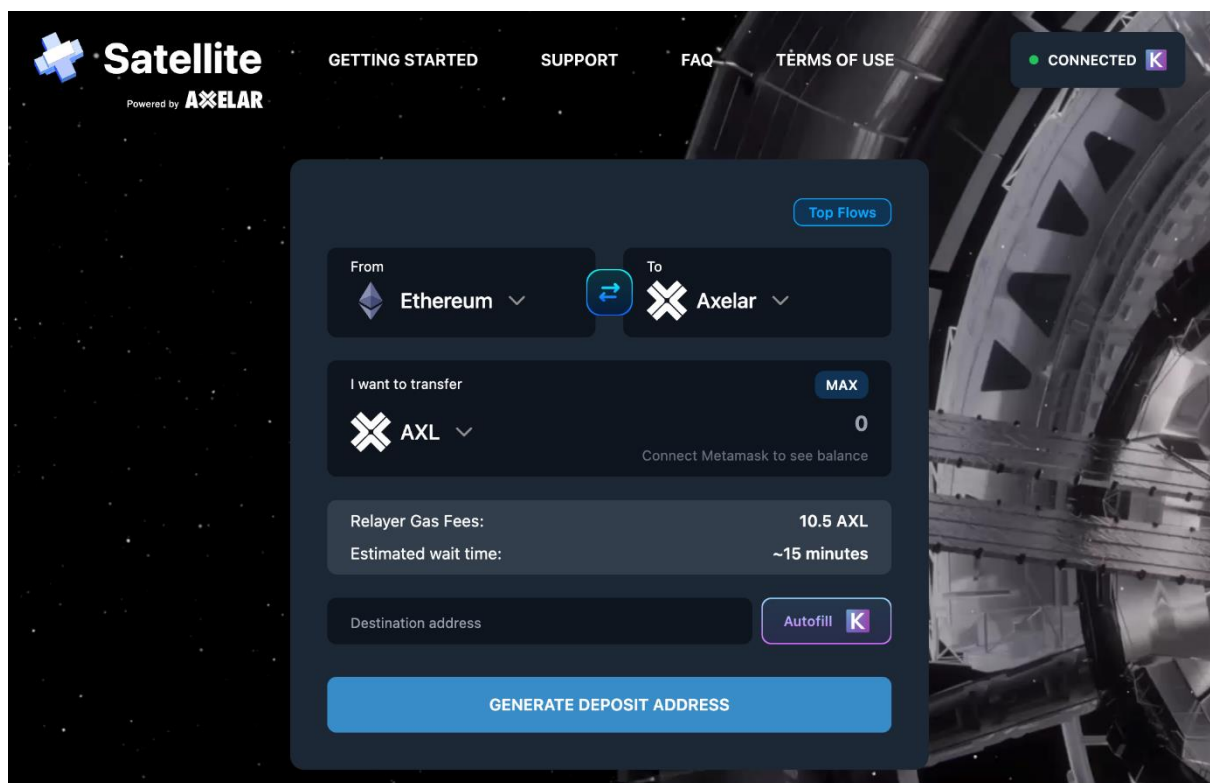 Satellite
Powered by AXELAR
GETTING STARTED
SUPPORT
FAQ
TERMS OF USE
CONNECTED K
Top Flows
From
Ethereum
To
Axelar
I want to transfer
MAX
AXL
0
Connect Metamask to see balance
Relayer Gas Fees: 10.5 AXL
Estimated wait time: ~15 minutes
Destination address
Autofill K
GENERATE DEPOSIT ADDRESS